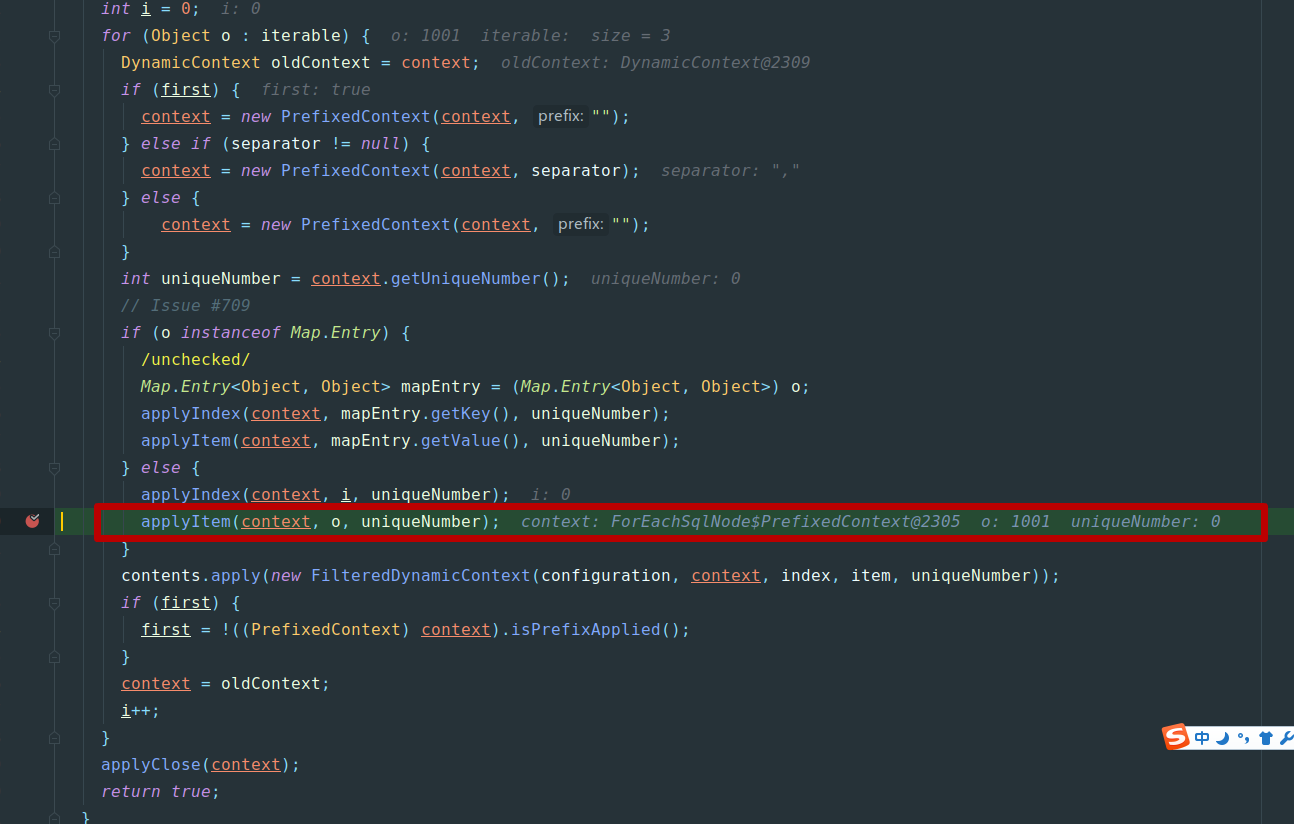 int i = 0;  i: 0
for (Object o : iterable) {  o: 1001  iterable:  size = 3
DynamicContext oldContext = context;  oldContext: DynamicContext@2309
if (first) {  first: true
context = new PrefixedContext(context, prefix: "");
} else if (separator != null) {
context = new PrefixedContext(context, separator);  separator: ","
} else {
context = new PrefixedContext(context, prefix: "");
}
int uniqueNumber = context.getUniqueNumber();  uniqueNumber: 0
// Issue #709
if (o instanceof Map.Entry) {
/unchecked/
Map.Entry<Object, Object> mapEntry = (Map.Entry<Object, Object>) o;
applyIndex(context, mapEntry.getKey(), uniqueNumber);
applyItem(context, mapEntry.getValue(), uniqueNumber);
} else {
applyIndex(context, i, uniqueNumber);  i: 0
applyItem(context, o, uniqueNumber);  context: ForEachSqlNode$PrefixedContext@2305  o: 1001  uniqueNumber: 0
}
contents.apply(new FilteredDynamicContext(configuration, context, index, item, uniqueNumber));
if (first) {
first = !((PrefixedContext) context).isPrefixApplied();
}
context = oldContext;
i++;
}
S 中 °,
applyClose(context);
return true;
}